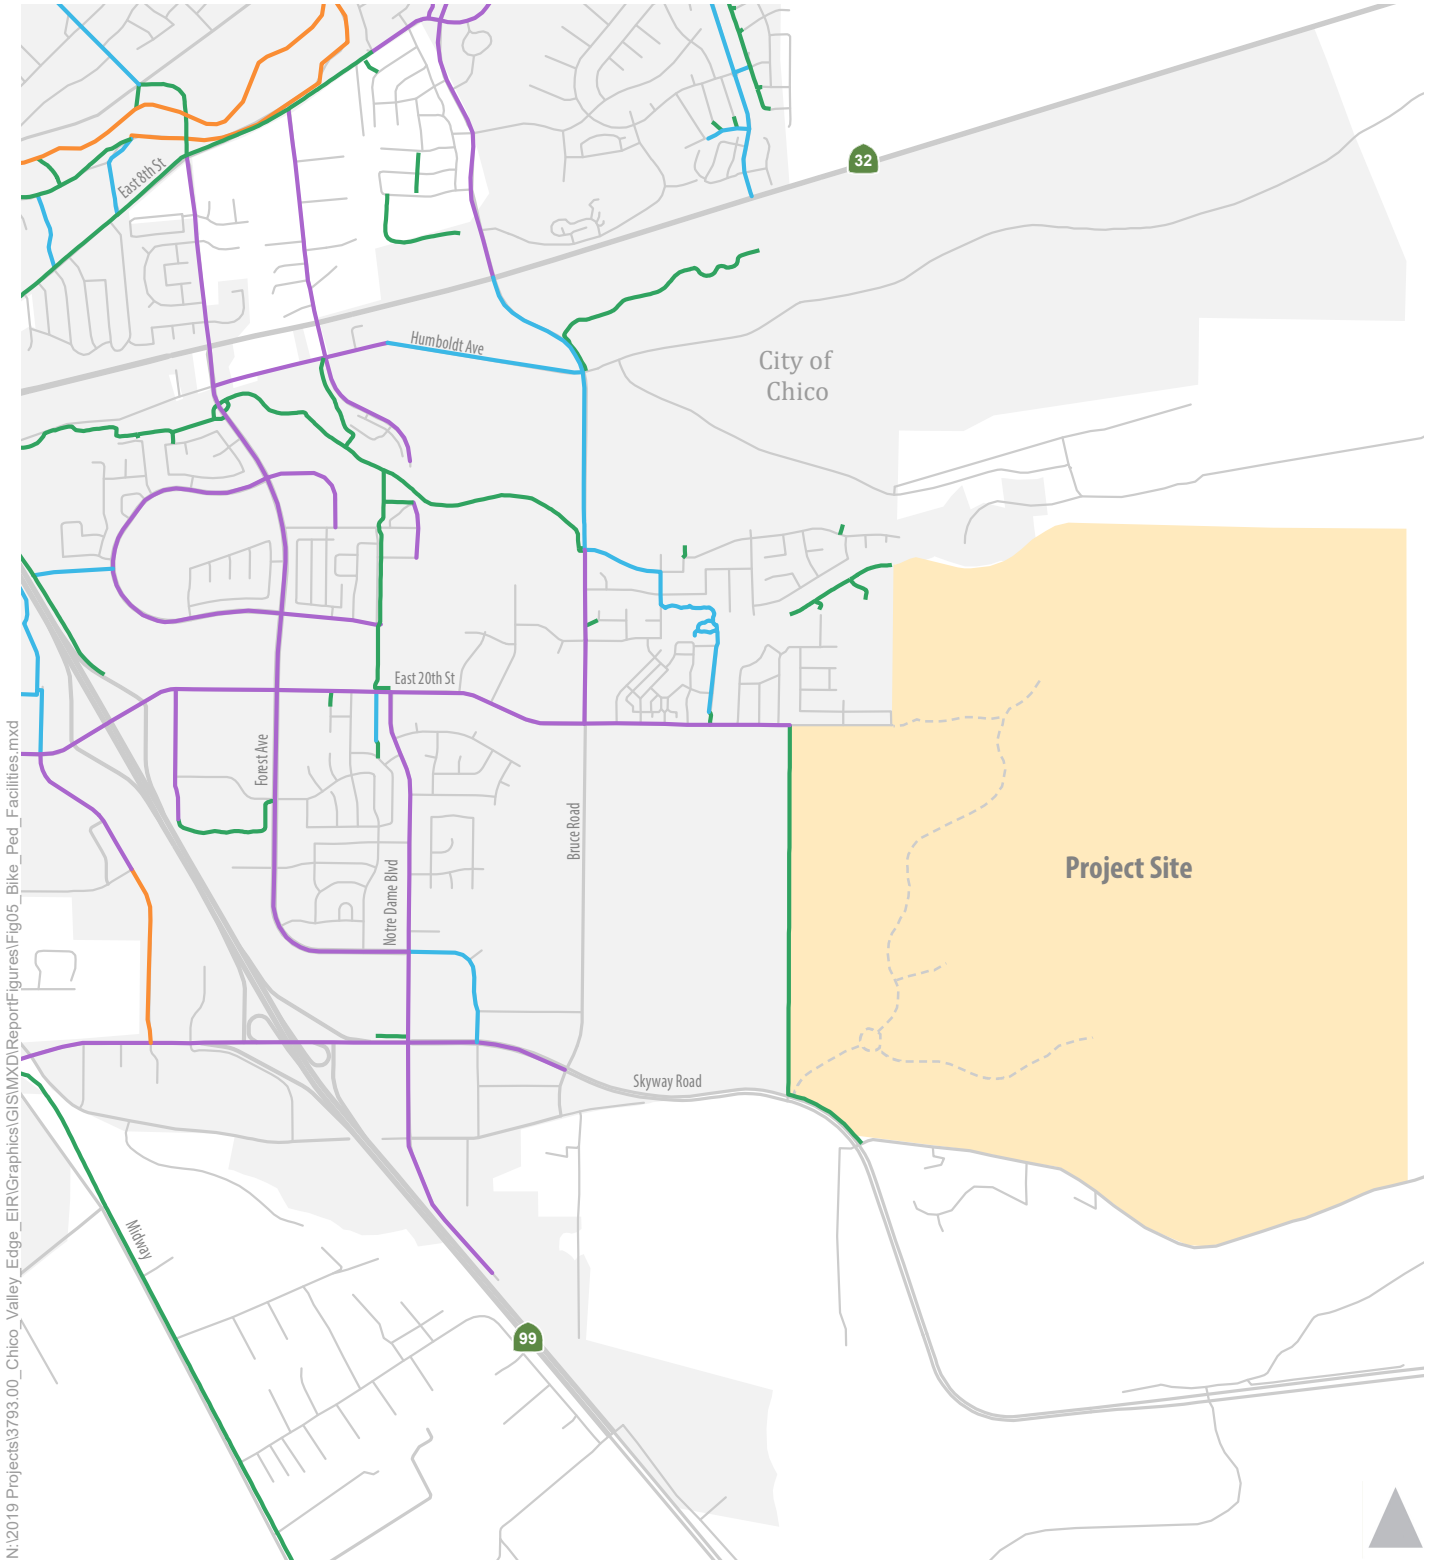 East 8th St
32
Humboldt Ave
City of
Chico
East 20th St
Forest Ave
Bruce Road
Notre Dame Blvd
Project Site
Skyway Road
Midway
99
N:\2019 Projects\3793.00_Chico_Valley_Edge_EIR\Graphics\GIS\MXD\ReportFigures\Fig05_Bike_Ped_Facilities.mxd